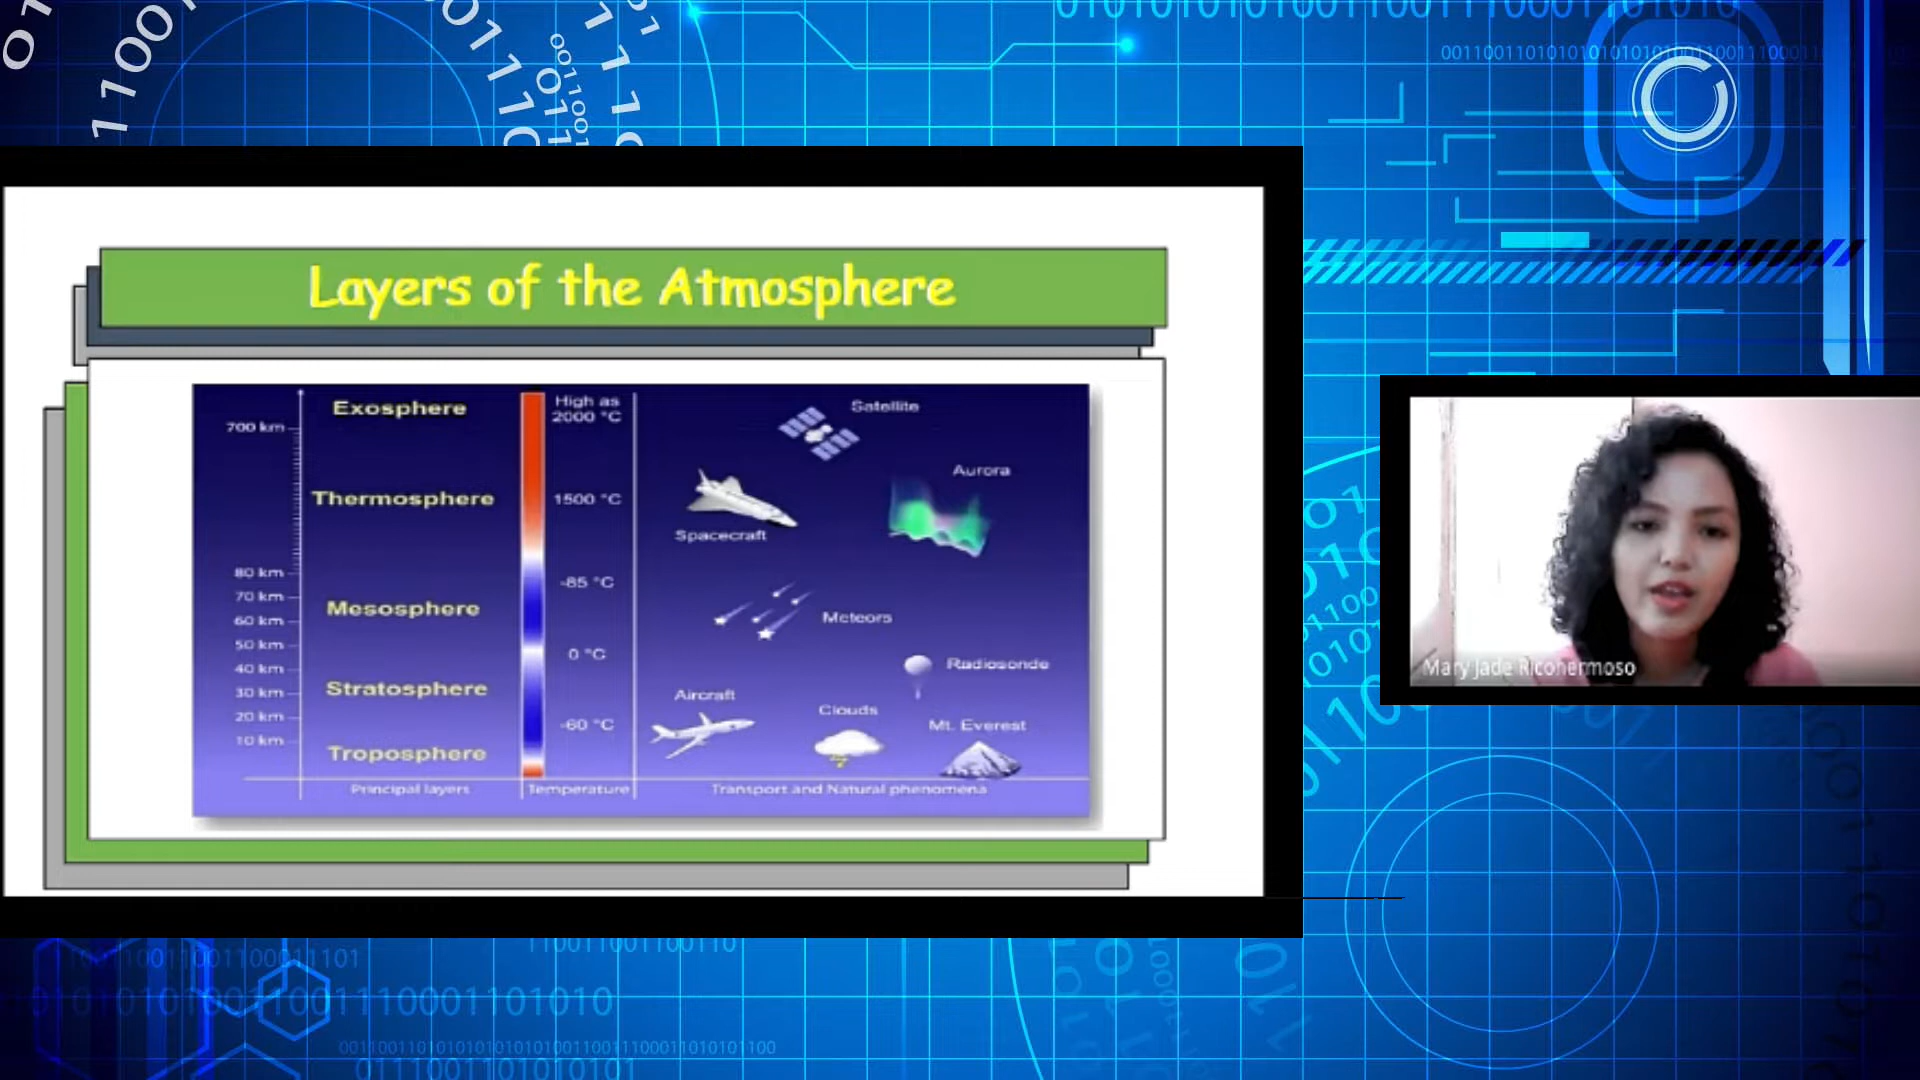 Layers of the Atmosphere
Exosphere
High as
2000 °C
Satellite
700 km
Aurora
Thermosphere
1500 °C
Spacecraft
80 km
-85 °C
70 km
Mesosphere
60 km
Meteors
50 km
0 °C
40 km
Radiosonde
30 km
Stratosphere
Aircraft
20 km
-60 °C
Clouds
Mt. Everest
10 km
Troposphere
Principal layers
Temperature
Transport and Natural phenomena
Mary Jade Ricohermoso